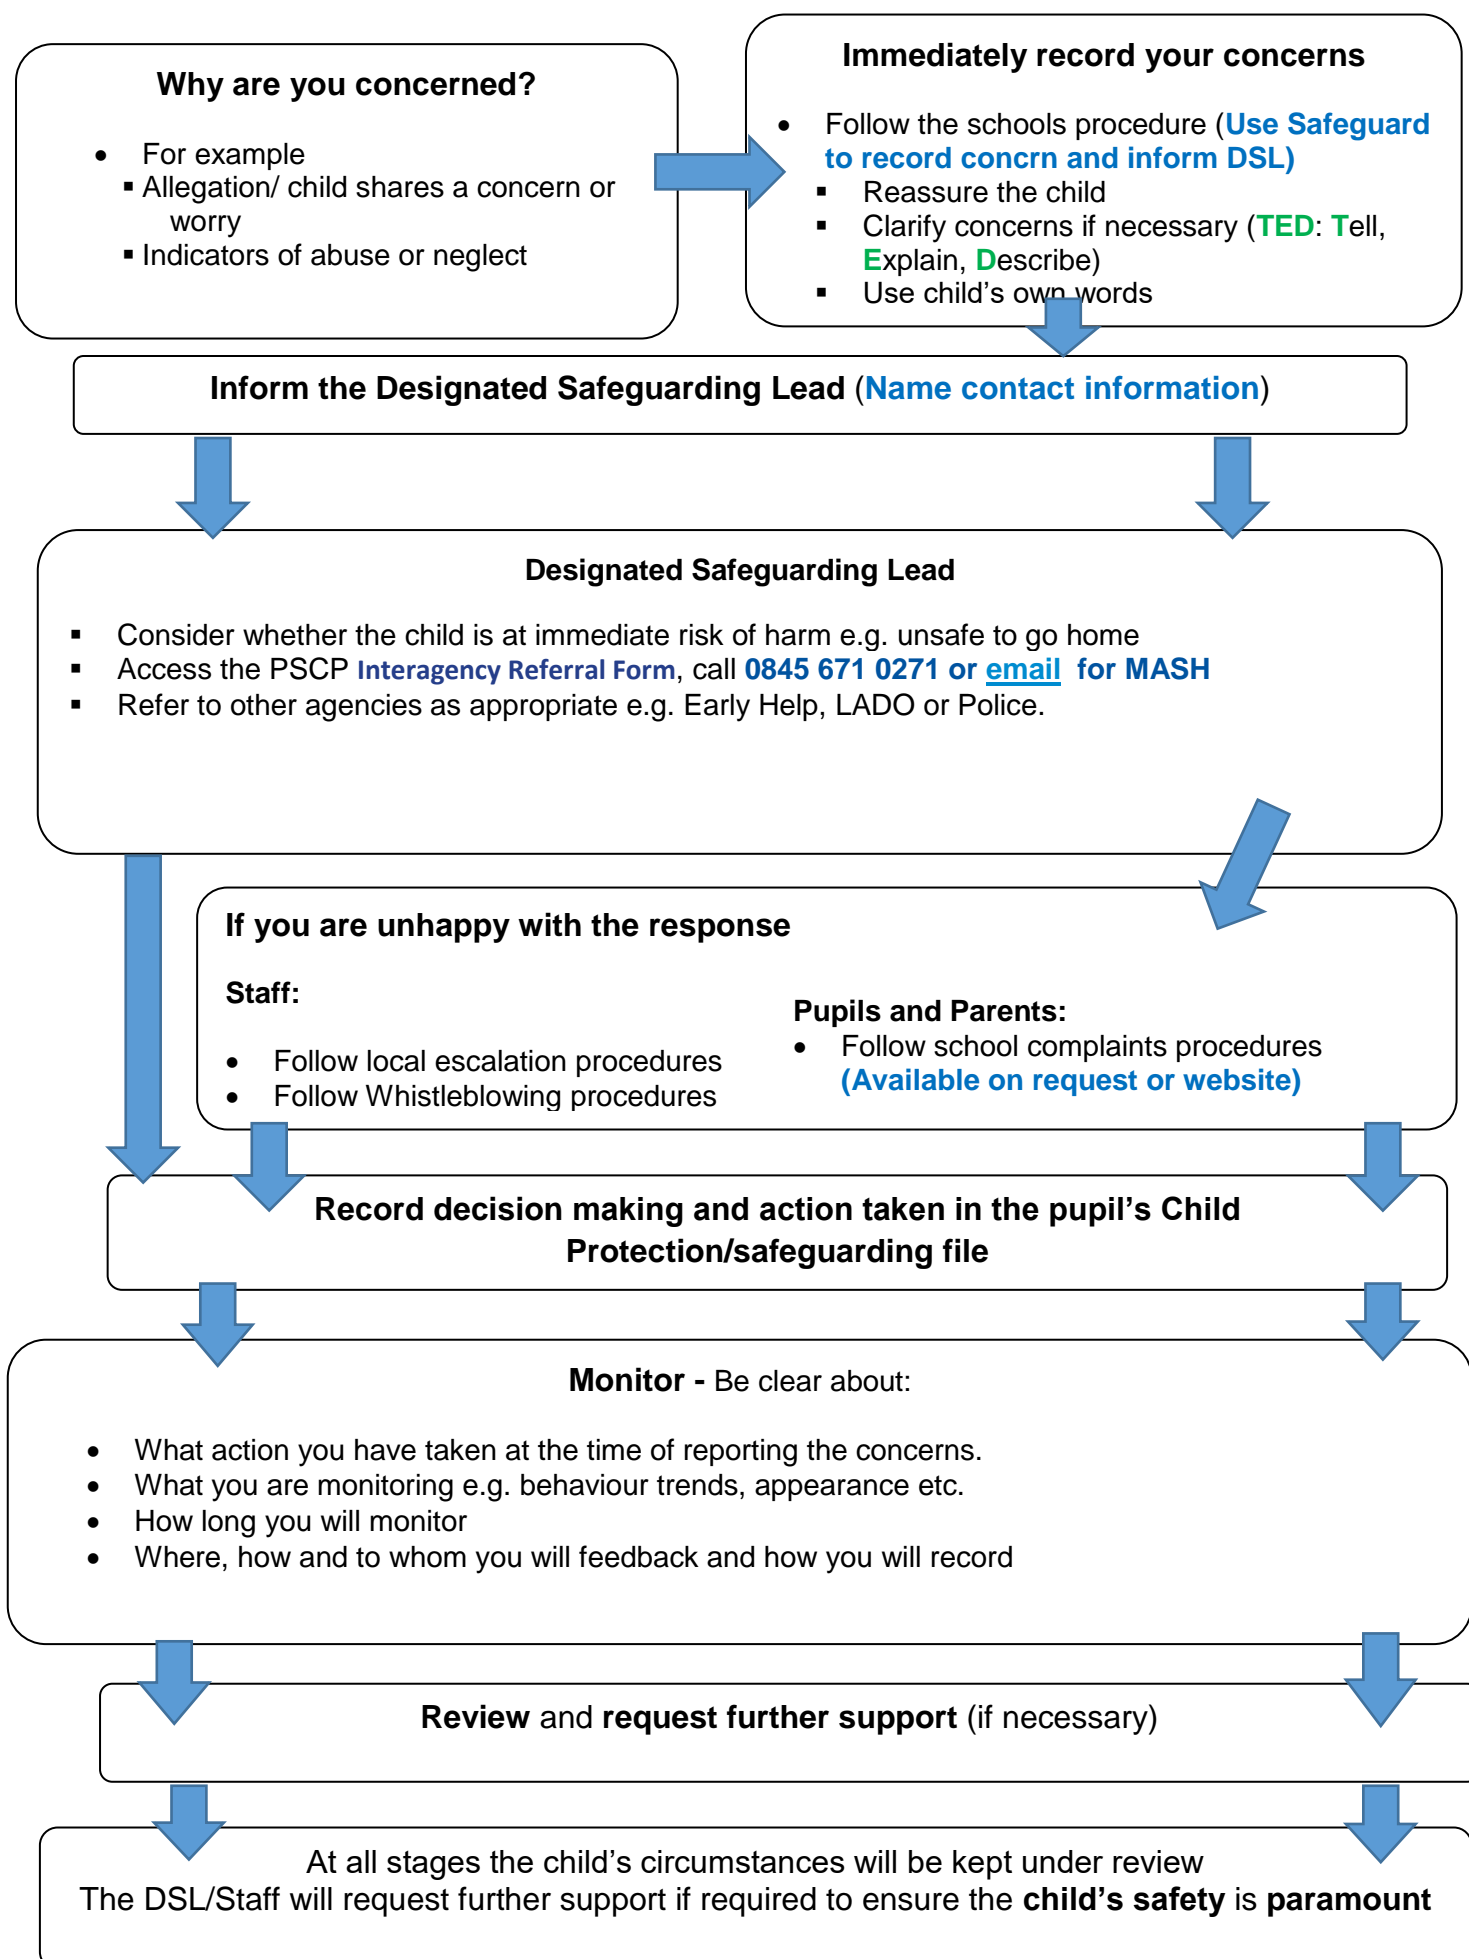 Why are you concerned?
• For example
▪ Allegation/ child shares a concern or
worry
▪ Indicators of abuse or neglect
Immediately record your concerns
• Follow the schools procedure (Use Safeguard
to record concrn and inform DSL)
▪ Reassure the child
▪ Clarify concerns if necessary (TED: Tell,
Explain, Describe)
▪ Use child's own words
Inform the Designated Safeguarding Lead (Name contact information)
Designated Safeguarding Lead
▪ Consider whether the child is at immediate risk of harm e.g. unsafe to go home
▪ Access the PSCP Interagency Referral Form, call 0845 671 0271 or email for MASH
▪ Refer to other agencies as appropriate e.g. Early Help, LADO or Police.
If you are unhappy with the response
Staff:
• Follow local escalation procedures
• Follow Whistleblowing procedures
Pupils and Parents:
• Follow school complaints procedures
(Available on request or website)
Record decision making and action taken in the pupil's Child
Protection/safeguarding file
Monitor - Be clear about:
• What action you have taken at the time of reporting the concerns.
• What you are monitoring e.g. behaviour trends, appearance etc.
• How long you will monitor
• Where, how and to whom you will feedback and how you will record
Review and request further support (if necessary)
At all stages the child's circumstances will be kept under review
The DSL/Staff will request further support if required to ensure the child's safety is paramount